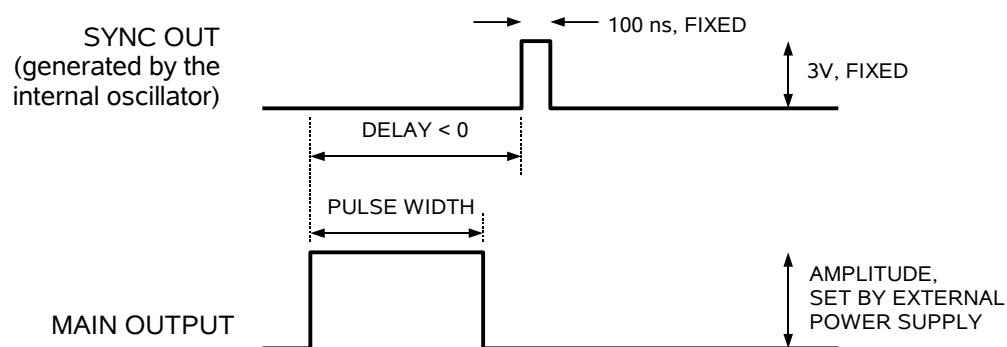 SYNC OUT
(generated by the
internal oscillator)
100 ns, FIXED
3V, FIXED
DELAY < 0
PULSE WIDTH
MAIN OUTPUT
AMPLITUDE,
SET BY EXTERNAL
POWER SUPPLY